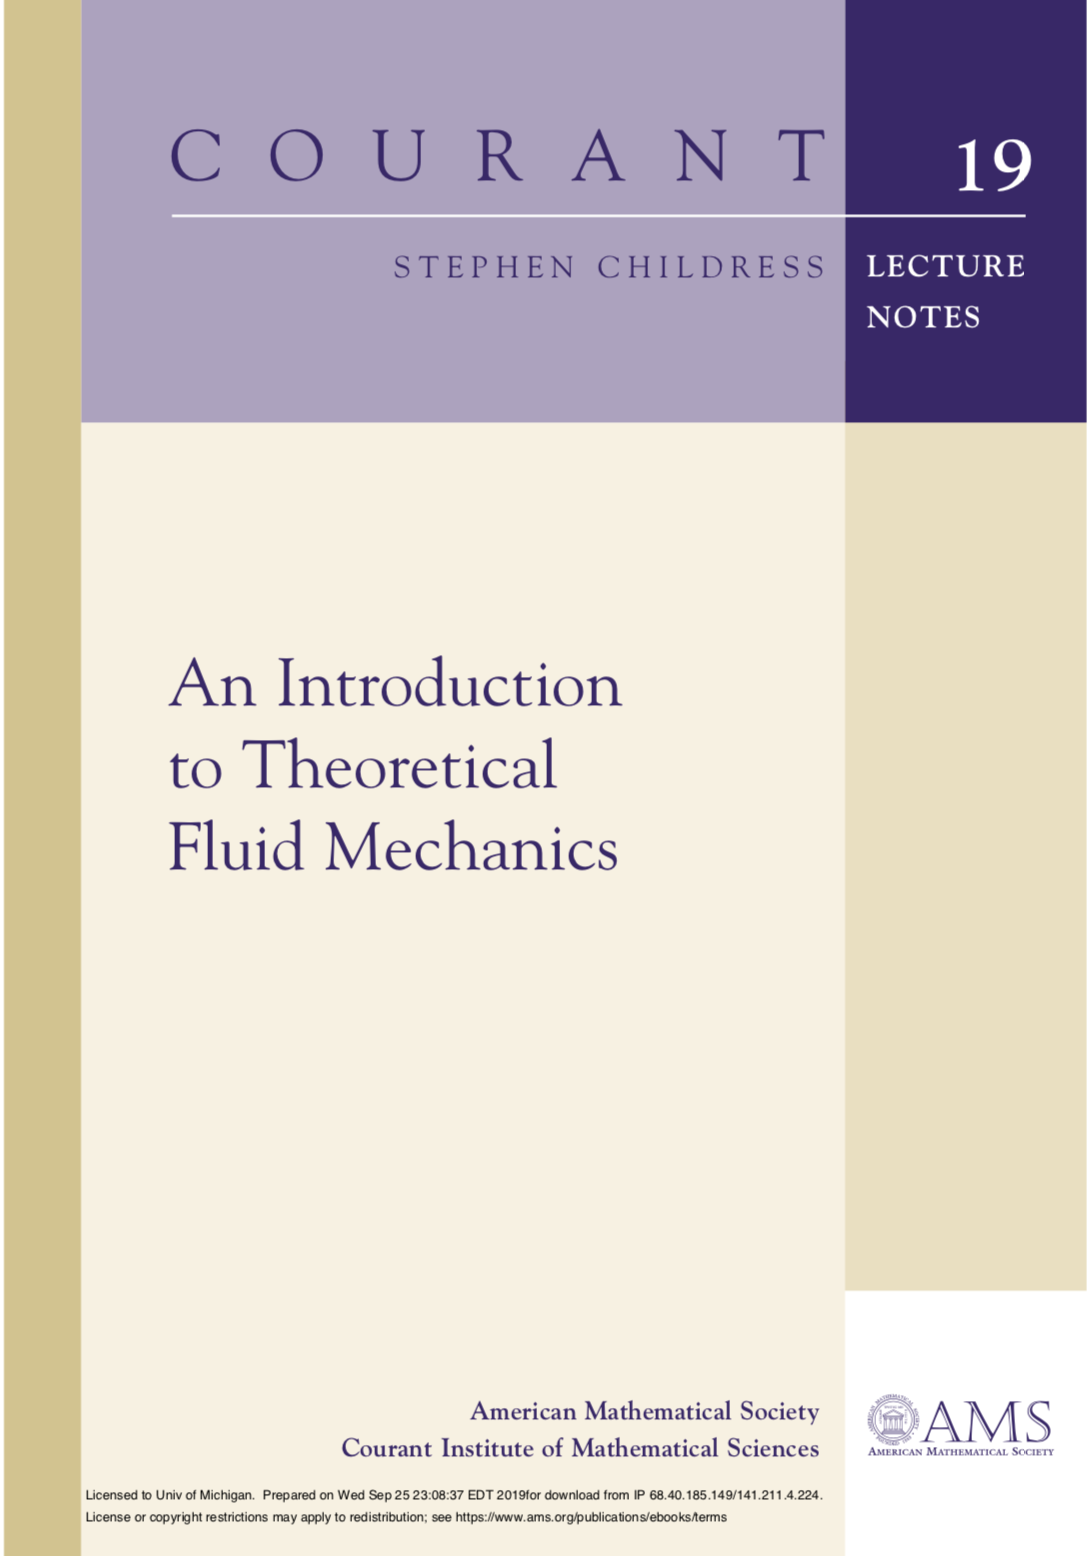 COURANT
19
STEPHEN CHILDRESS
LECTURE
NOTES
An Introduction
to Theoretical
Fluid Mechanics
American Mathematical Society
Courant Institute of Mathematical Sciences
AMS
AMERICAN MATHEMATICAL SOCIETY
Licensed to Univ of Michigan. Prepared on Wed Sep 25 23:08:37 EDT 2019for download from IP 68.40.185.149/141.211.4.224.
License or copyright restrictions may apply to redistribution; see https://www.ams.org/publications/ebooks/terms